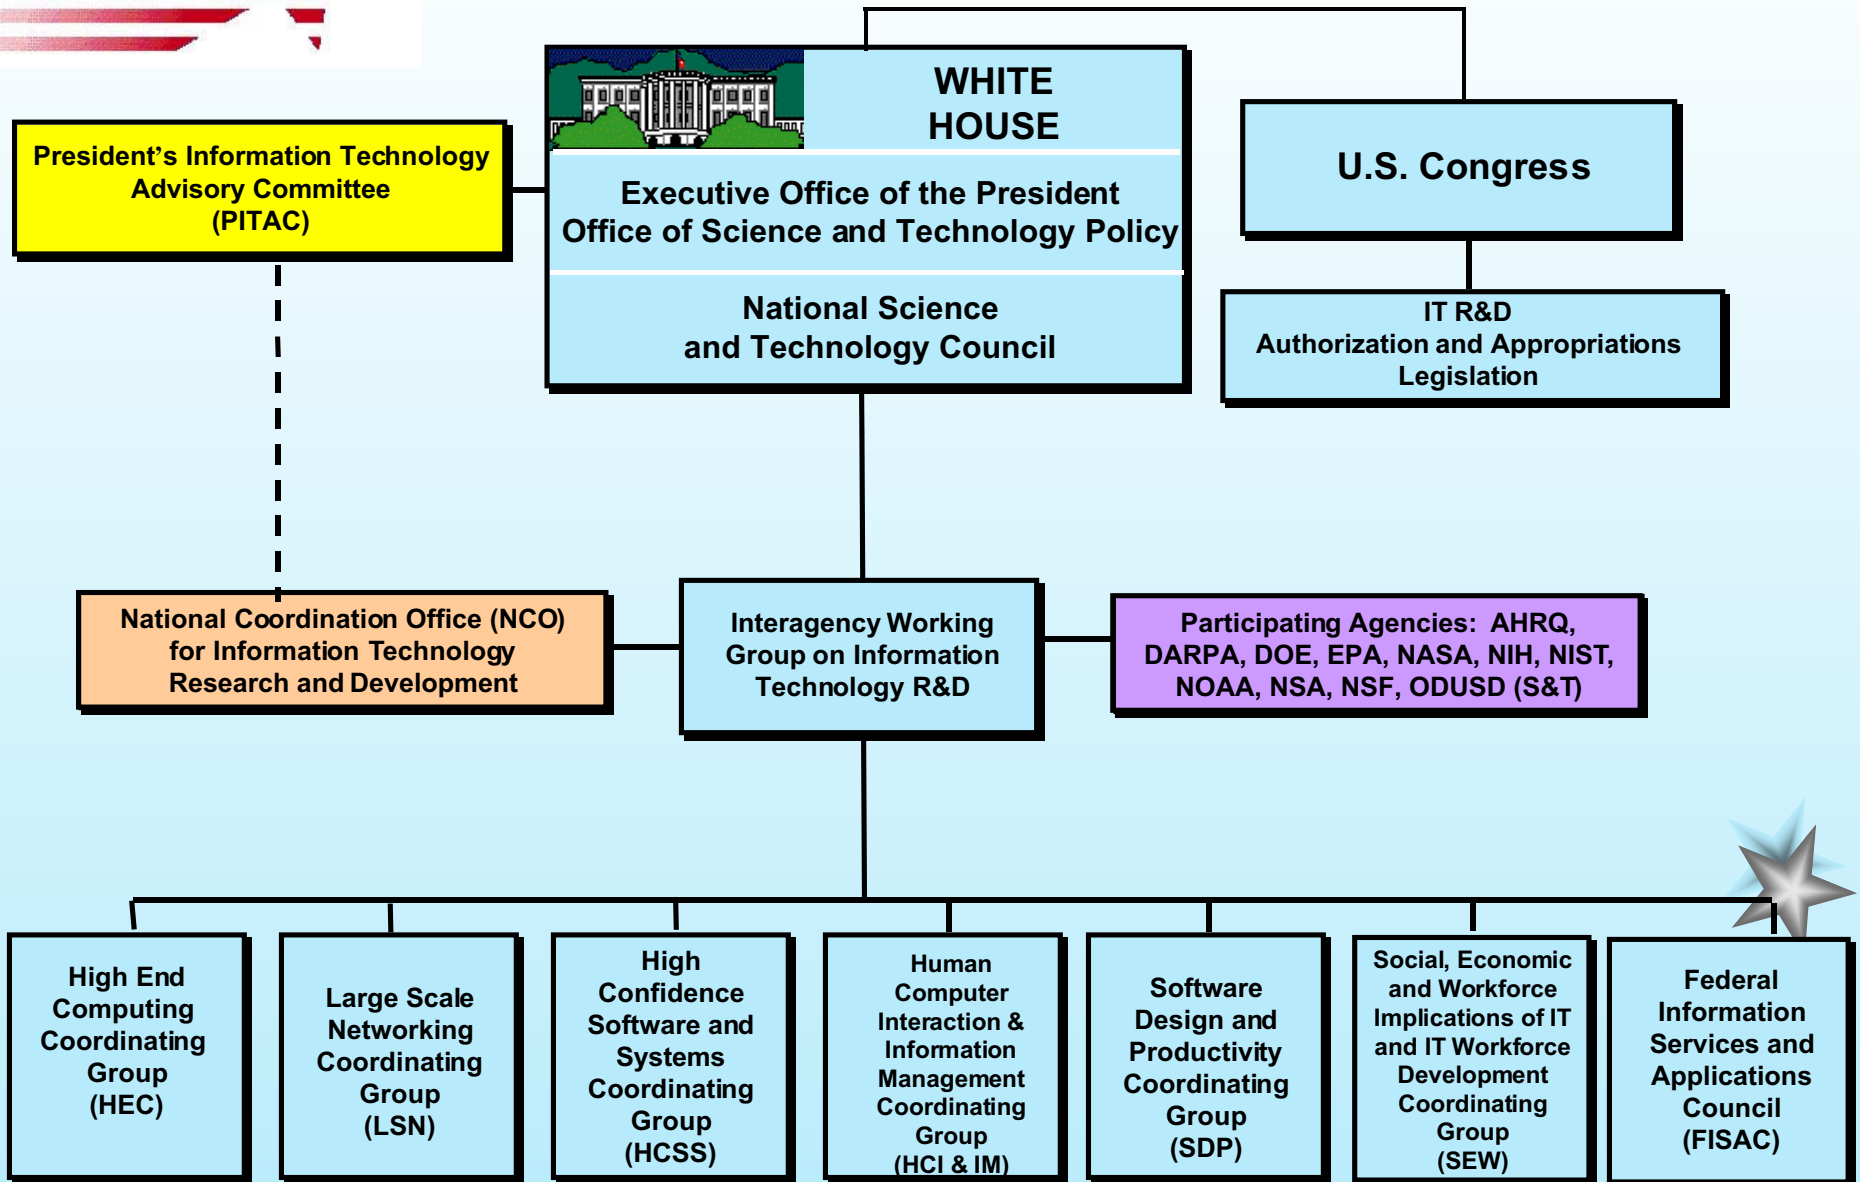 WHITE
HOUSE
Executive Office of the President
Office of Science and Technology Policy
National Science
and Technology Council
President’s Information Technology
Advisory Committee
(PITAC)
U.S. Congress
IT R&D
Authorization and Appropriations
Legislation
National Coordination Office (NCO)
for Information Technology
Research and Development
Interagency Working
Group on Information
Technology R&D
Participating Agencies: AHRQ,
DARPA, DOE, EPA, NASA, NIH, NIST,
NOAA, NSA, NSF, ODUSD (S&T)
High End
Computing
Coordinating
Group
(HEC)
Large Scale
Networking
Coordinating
Group
(LSN)
High
Confidence
Software and
Systems
Coordinating
Group
(HCSS)
Human
Computer
Interaction &
Information
Management
Coordinating
Group
(HCI & IM)
Software
Design and
Productivity
Coordinating
Group
(SDP)
Social, Economic
and Workforce
Implications of IT
and IT Workforce
Development
Coordinating
Group
(SEW)
Federal
Information
Services and
Applications
Council
(FISAC)